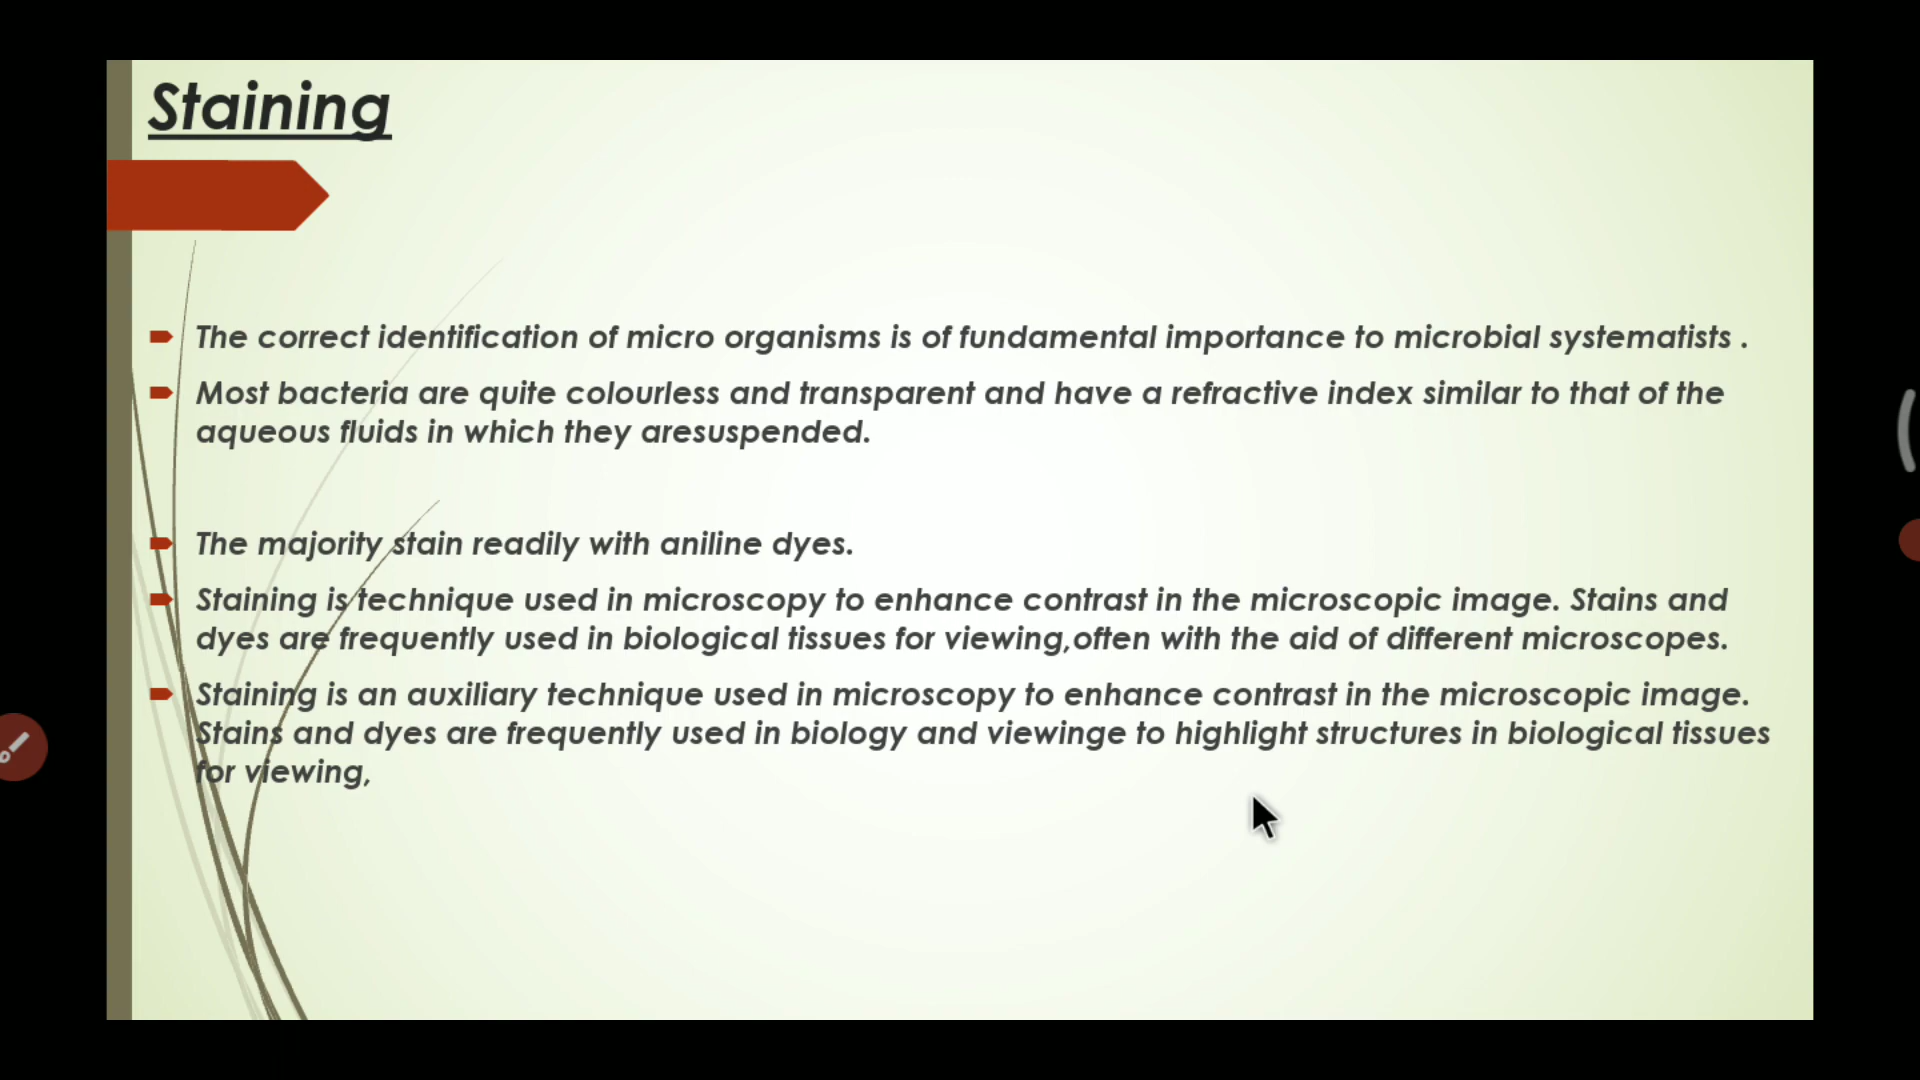 Staining
The correct identification of micro organisms is of fundamental importance to microbial systematists .
Most bacteria are quite colourless and transparent and have a refractive index similar to that of the
aqueous fluids in which they aresuspended.
The majority stain readily with aniline dyes.
Staining is technique used in microscopy to enhance contrast in the microscopic image. Stains and
dyes are frequently used in biological tissues for viewing,often with the aid of different microscopes.
Staining is an auxiliary technique used in microscopy to enhance contrast in the microscopic image.
Stains and dyes are frequently used in biology and viewinge to highlight structures in biological tissues
for viewing,